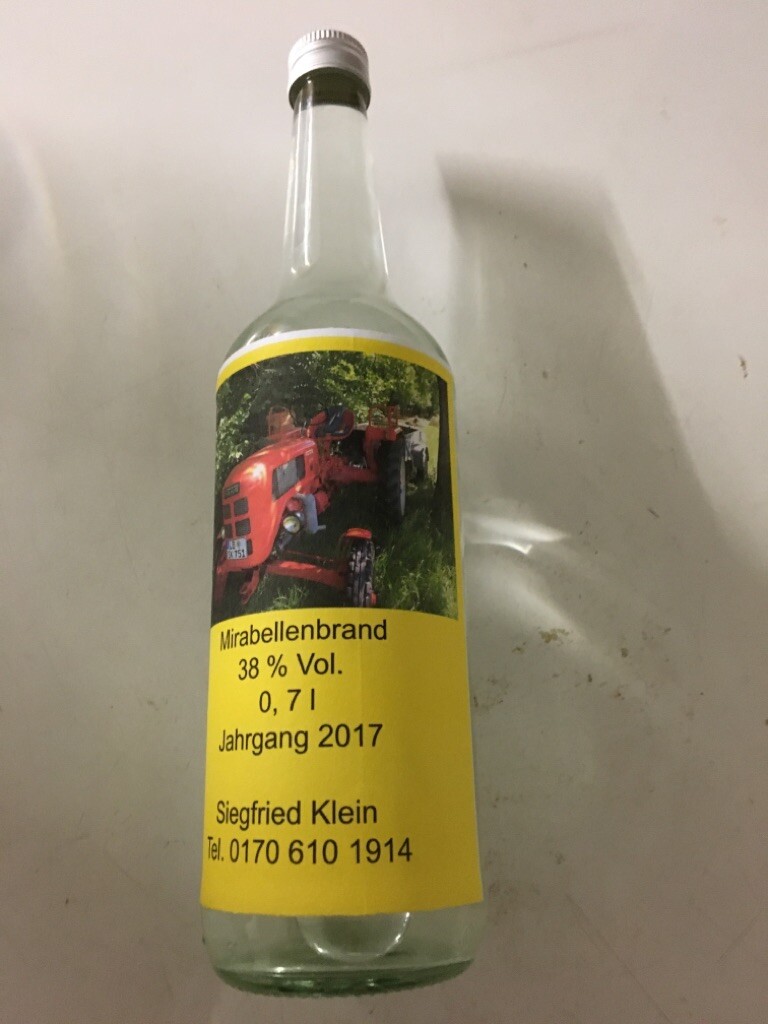 Mirabellenbrand
38 % Vol.
0, 7 l
Jahrgang 2017
Siegfried Klein
Tel. 0170 610 1914